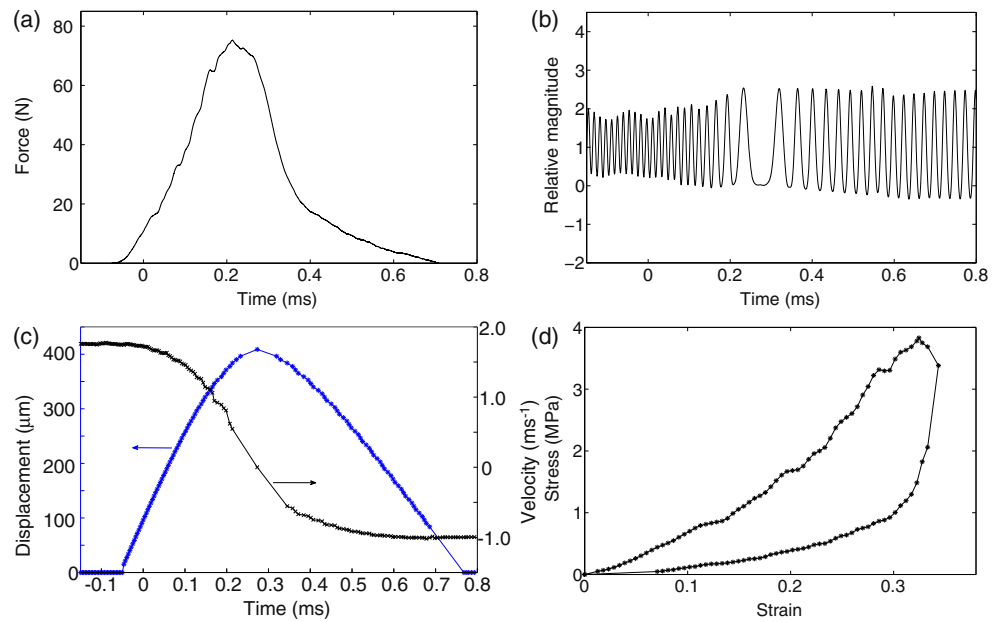 (a)
80
60
40
20
0
Force (N)
0 0.2 0.4 0.6 0.8
Time (ms)
(b)
4
3
2
1
0
−1
−2
Relative magnitude
0 0.2 0.4 0.6 0.8
Time (ms)
(c)
400
300
200
100
0
Displacement (μm)
2.0
1.0
0
-1.0
Velocity (ms-1)
-0.1 0 0.1 0.2 0.3 0.4 0.5 0.6 0.7 0.8
Time (ms)
(d)
4
3
2
1
0
Stress (MPa)
0 0.1 0.2 0.3
Strain